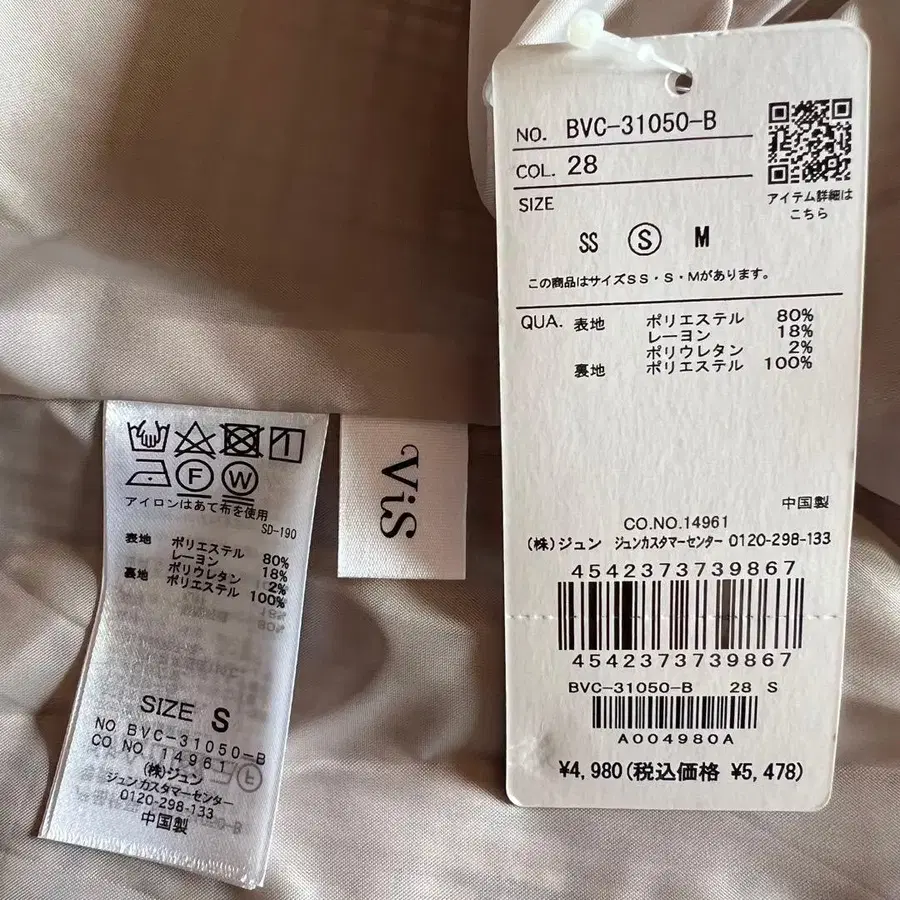 NO. BVC-31050-B
COL. 28
アイテム詳細は
こちら
SIZE
SS S M
この商品はサイズSS・S・Mがあります。
QUA. 表地 ポリエステル 80%
レーヨン 18%
ポリウレタン 2%
裏地 ポリエステル 100%
中国製
CO.NO.14961
(株)ジュン ジュンカスタマーセンター 0120-298-133
4542373739867
4542373739867
BVC-31050-B 28 S
A004980A
¥4,980(税込価格 ¥5,478)
ViS
F W
アイロンはあて布を使用
SD-190
表地 ポリエステル 80%
レーヨン 18%
ポリウレタン 2%
裏地 ポリエステル 100%
SIZE S
NO BVC-31050-B
CO.NO. 14961
(株)ジュン
ジュンカスタマーセンター
0120-298-133
中国製